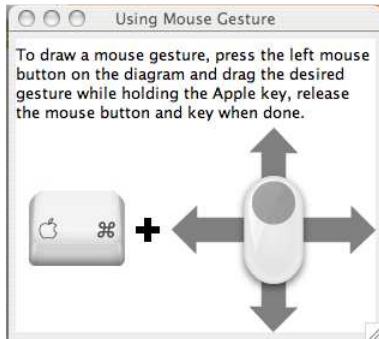 Using Mouse Gesture
To draw a mouse gesture, press the left mouse
button on the diagram and drag the desired
gesture while holding the Apple key, release
the mouse button and key when done.
⌘
+